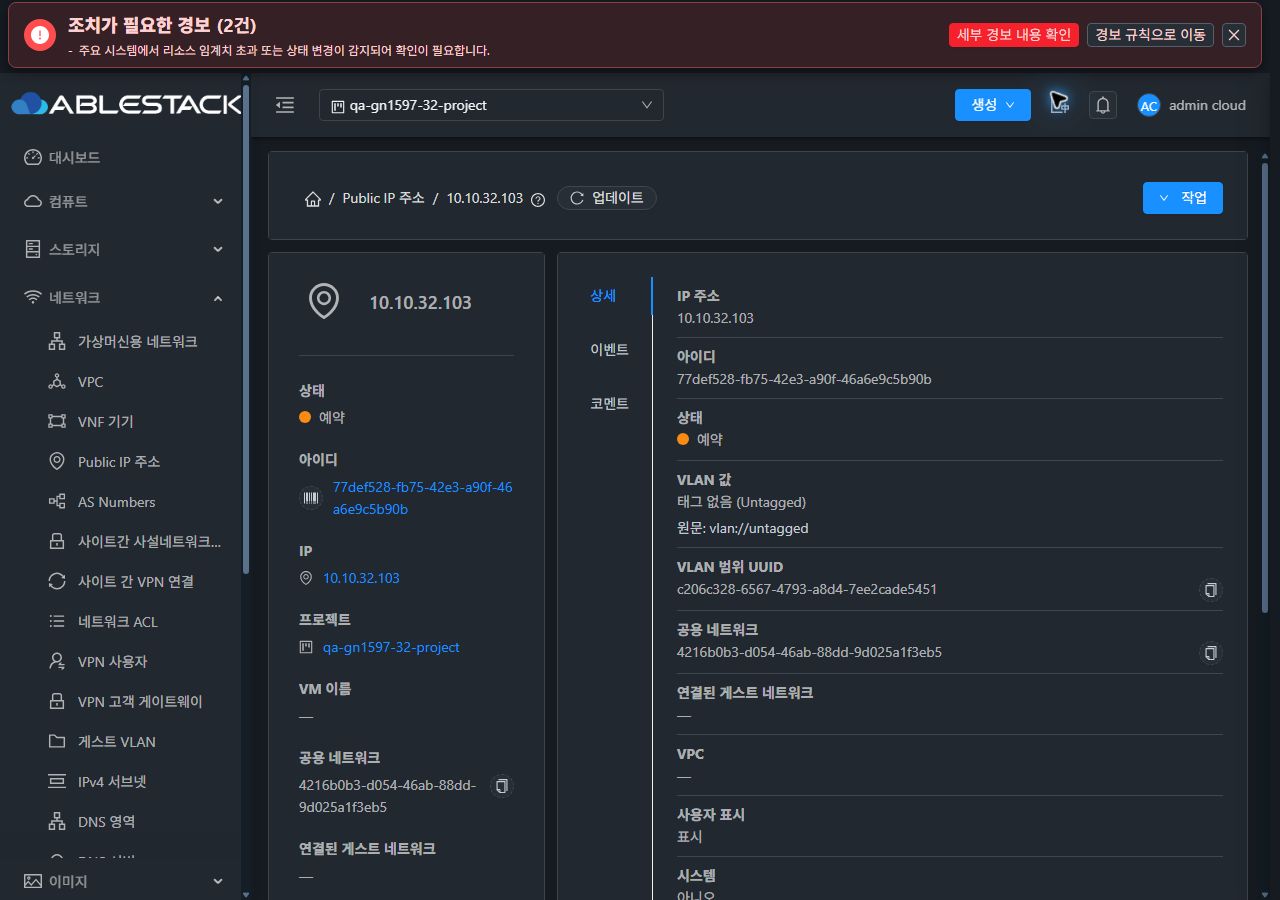 조치가 필요한 경보 (2건)
- 주요 시스템에서 리소스 임계치 초과 또는 상태 변경이 감지되어 확인이 필요합니다.
세부 경보 내용 확인
경보 규칙으로 이동
ABLESTACK
qa-gn1597-32-project
생성
AC
admin cloud
대시보드
컴퓨트
스토리지
네트워크
가상머신용 네트워크
VPC
VNF 기기
Public IP 주소
AS Numbers
사이트간 사설네트워크...
사이트 간 VPN 연결
네트워크 ACL
VPN 사용자
VPN 고객 게이트웨이
게스트 VLAN
IPv4 서브넷
DNS 영역
이미지
/ Public IP 주소 / 10.10.32.103
업데이트
작업
10.10.32.103
상태
예약
아이디
77def528-fb75-42e3-a90f-46
a6e9c5b90b
IP
10.10.32.103
프로젝트
qa-gn1597-32-project
VM 이름
—
공용 네트워크
4216b0b3-d054-46ab-88dd-
9d025a1f3eb5
연결된 게스트 네트워크
—
상세
이벤트
코멘트
IP 주소
10.10.32.103
아이디
77def528-fb75-42e3-a90f-46a6e9c5b90b
상태
예약
VLAN 값
태그 없음 (Untagged)
원문: vlan://untagged
VLAN 범위 UUID
c206c328-6567-4793-a8d4-7ee2cade5451
공용 네트워크
4216b0b3-d054-46ab-88dd-9d025a1f3eb5
연결된 게스트 네트워크
—
VPC
—
사용자 표시
표시
시스템
아니오